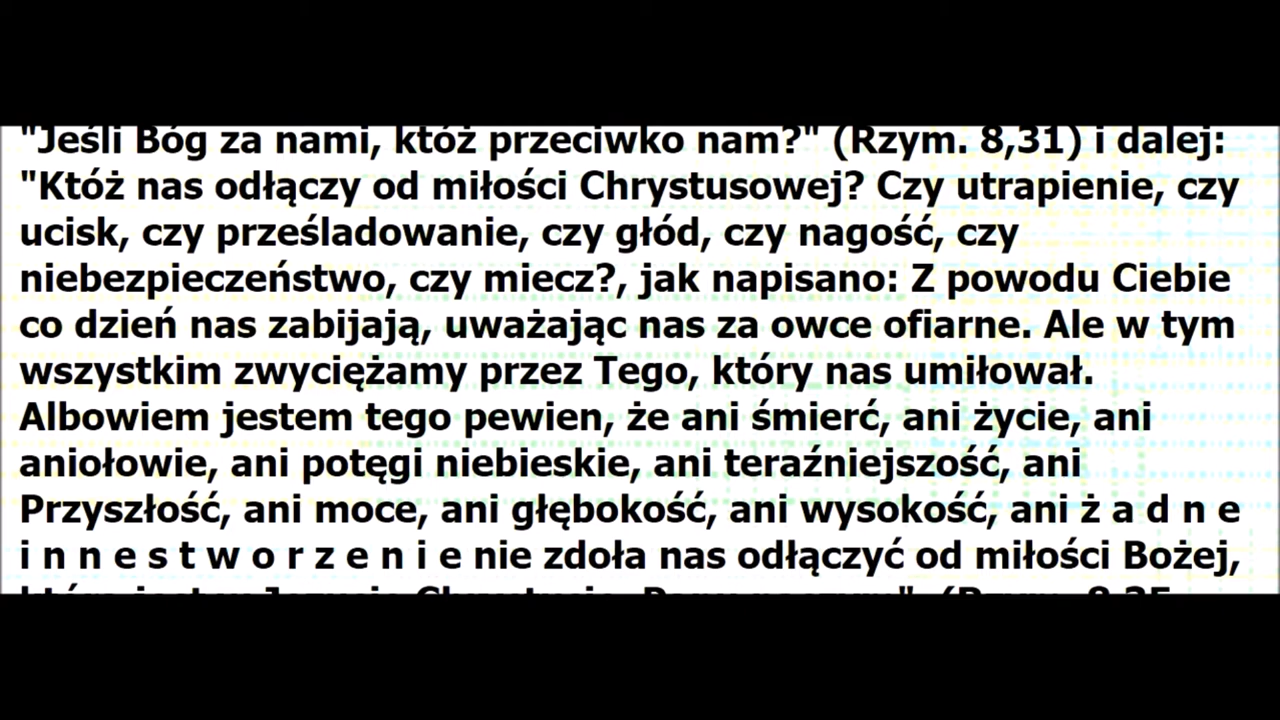 "Jeśli Bóg za nami, któż przeciwko nam?" (Rzym. 8,31) i dalej:
"Któż nas odłączy od miłości Chrystusowej? Czy utrapienie, czy
ucisk, czy prześladowanie, czy głód, czy nagość, czy
niebezpieczeństwo, czy miecz?, jak napisano: Z powodu Ciebie
co dzień nas zabijają, uważając nas za owce ofiarne. Ale w tym
wszystkim zwyciężamy przez Tego, który nas umiłował.
Albowiem jestem tego pewien, że ani śmierć, ani życie, ani
aniołowie, ani potęgi niebieskie, ani teraźniejszość, ani
Przyszłość, ani moce, ani głębokość, ani wysokość, ani ż a d n e
i n n e s t w o r z e n i e nie zdoła nas odłączyć od miłości Bożej,